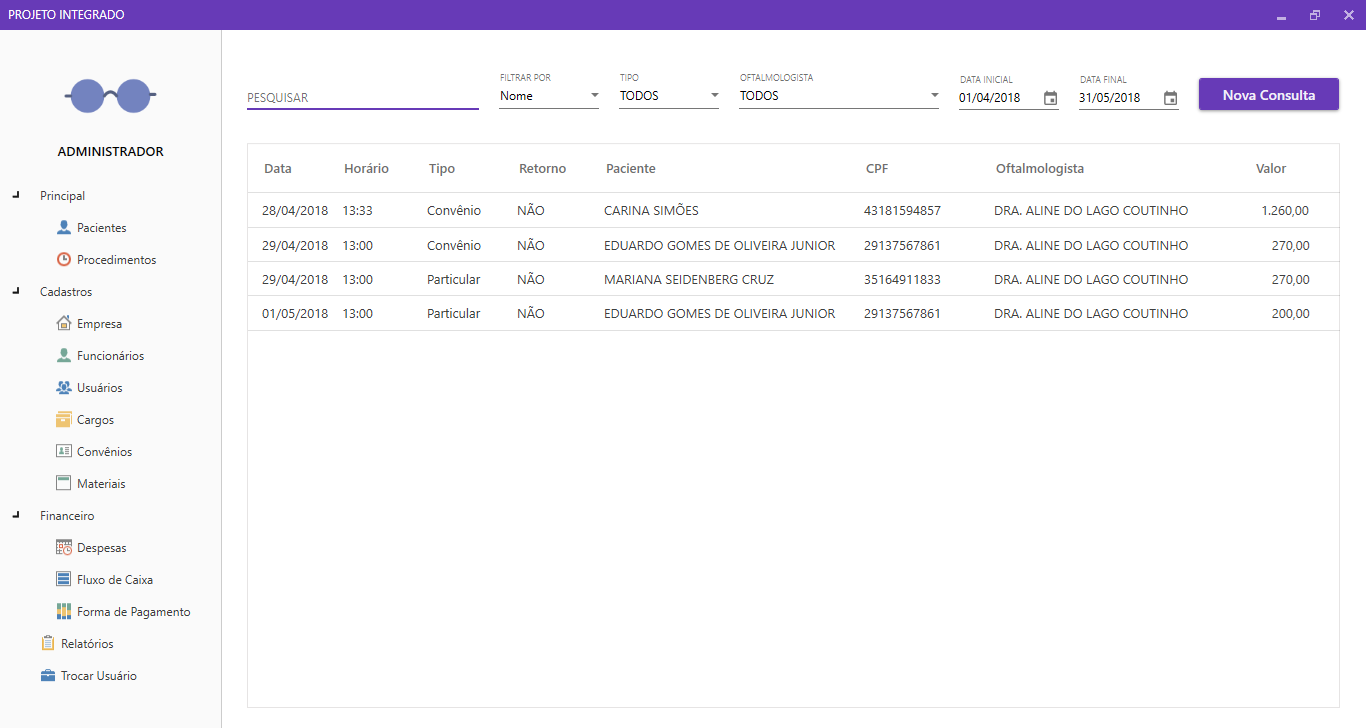 PROJETO INTEGRADO
ADMINISTRADOR
Principal
Pacientes
Procedimentos
Cadastros
Empresa
Funcionários
Usuários
Cargos
Convênios
Materiais
Financeiro
Despesas
Fluxo de Caixa
Forma de Pagamento
Relatórios
Trocar Usuário
PESQUISAR
FILTRAR POR
Nome
TIPO
TODOS
OFTALMOLOGISTA
TODOS
DATA INICIAL
01/04/2018
DATA FINAL
31/05/2018
Nova Consulta
Data Horário Tipo Retorno Paciente CPF Oftalmologista Valor
28/04/2018 13:33 Convênio NÃO CARINA SIMÕES 43181594857 DRA. ALINE DO LAGO COUTINHO 1.260,00
29/04/2018 13:00 Convênio NÃO EDUARDO GOMES DE OLIVEIRA JUNIOR 29137567861 DRA. ALINE DO LAGO COUTINHO 270,00
29/04/2018 13:00 Particular NÃO MARIANA SEIDENBERG CRUZ 35164911833 DRA. ALINE DO LAGO COUTINHO 270,00
01/05/2018 13:00 Particular NÃO EDUARDO GOMES DE OLIVEIRA JUNIOR 29137567861 DRA. ALINE DO LAGO COUTINHO 200,00